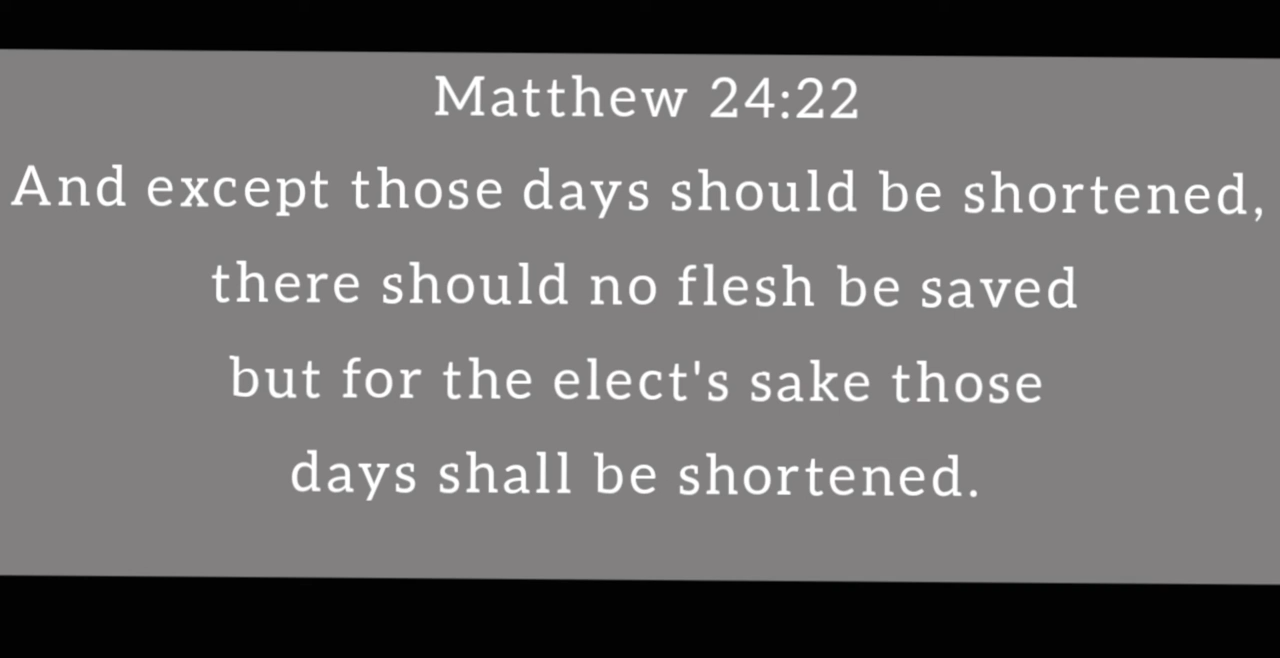 Matthew 24:22
And except those days should be shortened,
there should no flesh be saved
but for the elect's sake those
days shall be shortened.